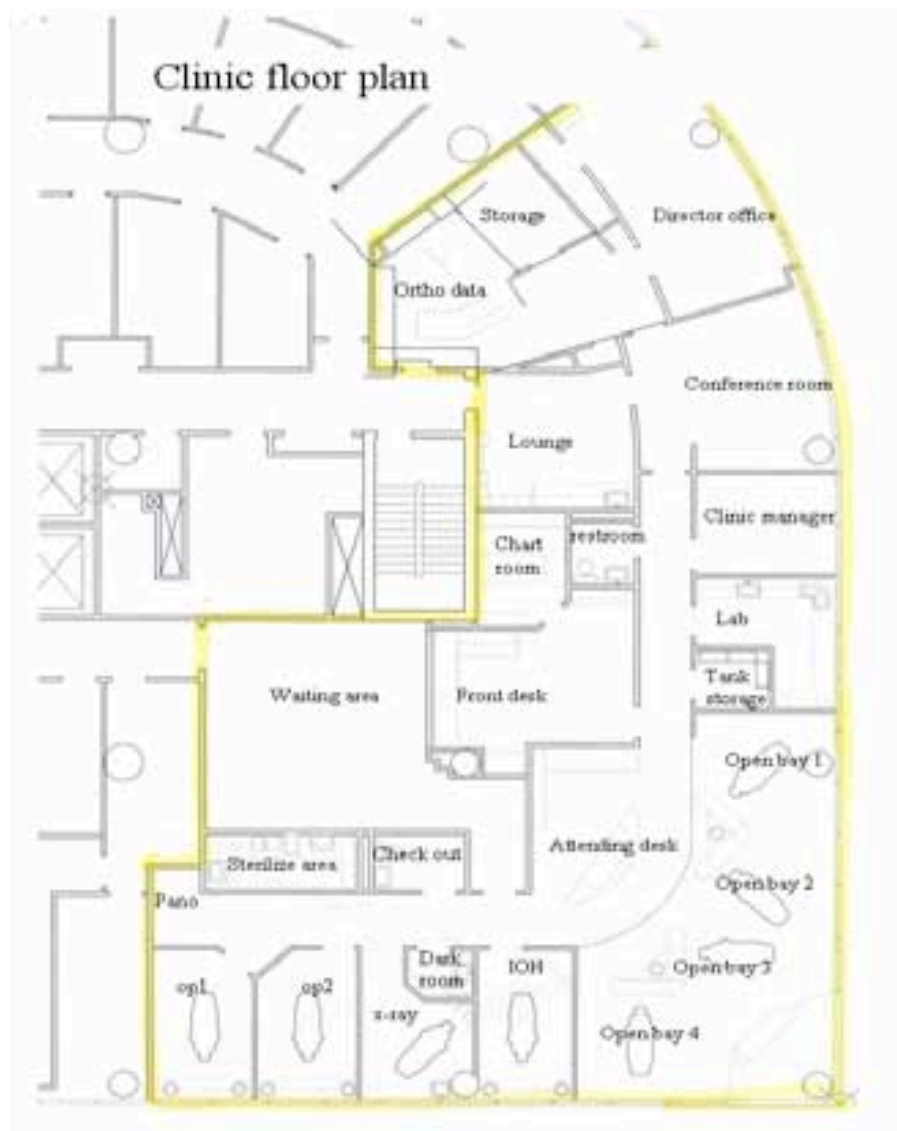 Clinic floor plan
Storage
Director office
Ortho data
Conference room
Lounge
Clinic manager
Chart
room
restroom
Lab
Tank
storage
Waiting area
Front desk
Open bay 1
Attending desk
Check out
Sterilize area
Open bay 2
Pano
Dark
room
IOH
Open bay 3
op1
op2
x-ray
Open bay 4